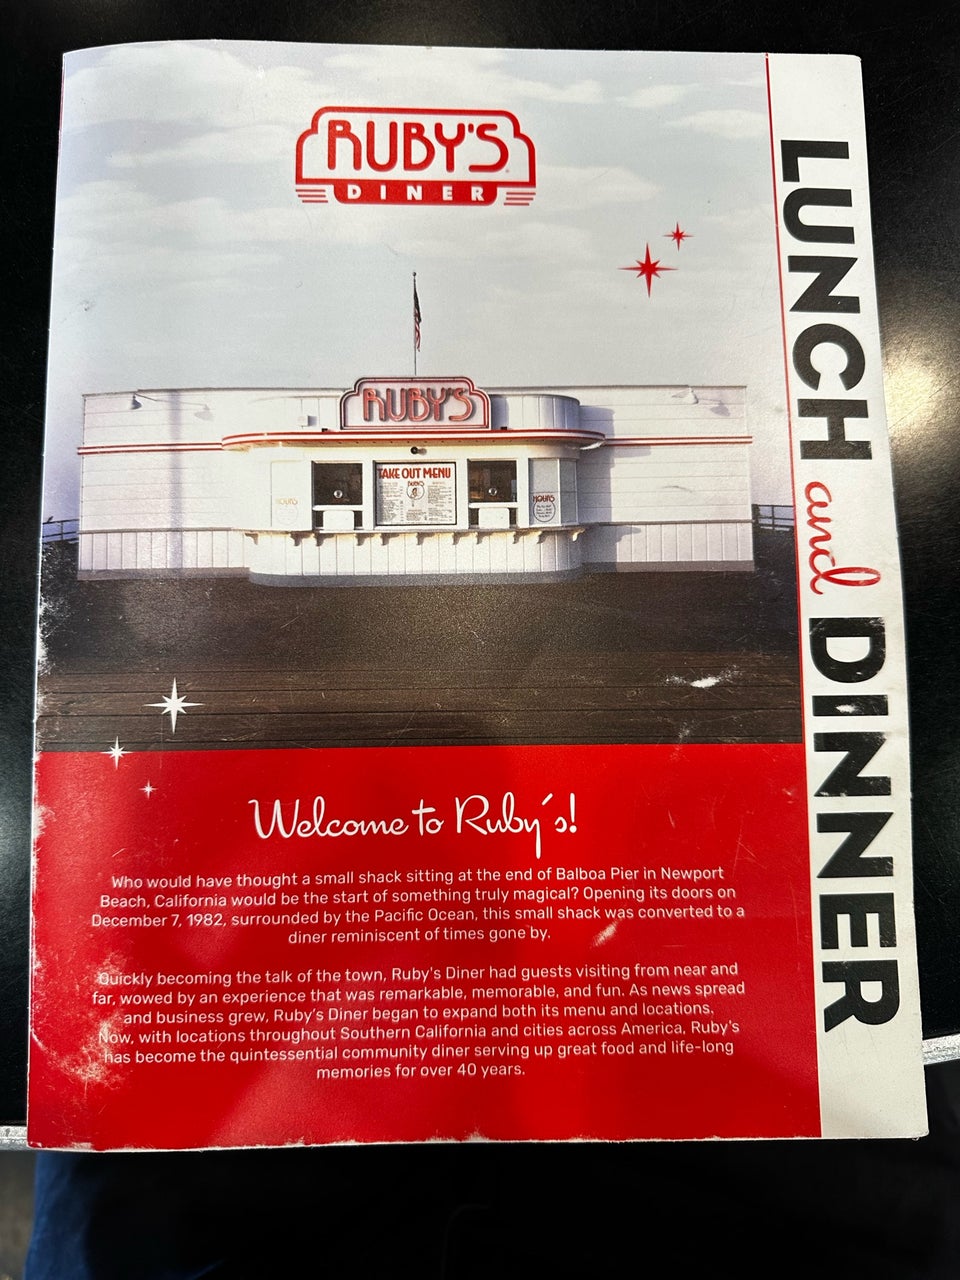 RUBY'S
DINER
RUBY'S
TAKE OUT MENU
HOURS
HOURS
LUNCH and DINNER
Welcome to Ruby's!
Who would have thought a small shack sitting at the end of Balboa Pier in Newport
Beach, California would be the start of something truly magical? Opening its doors on
December 7, 1982, surrounded by the Pacific Ocean, this small shack was converted to a
diner reminiscent of times gone by.
Quickly becoming the talk of the town, Ruby's Diner had guests visiting from near and
far, wowed by an experience that was remarkable, memorable, and fun. As news spread
and business grew, Ruby's Diner began to expand both its menu and locations.
Now, with locations throughout Southern California and cities across America, Ruby's
has become the quintessential community diner serving up great food and life-long
memories for over 40 years.